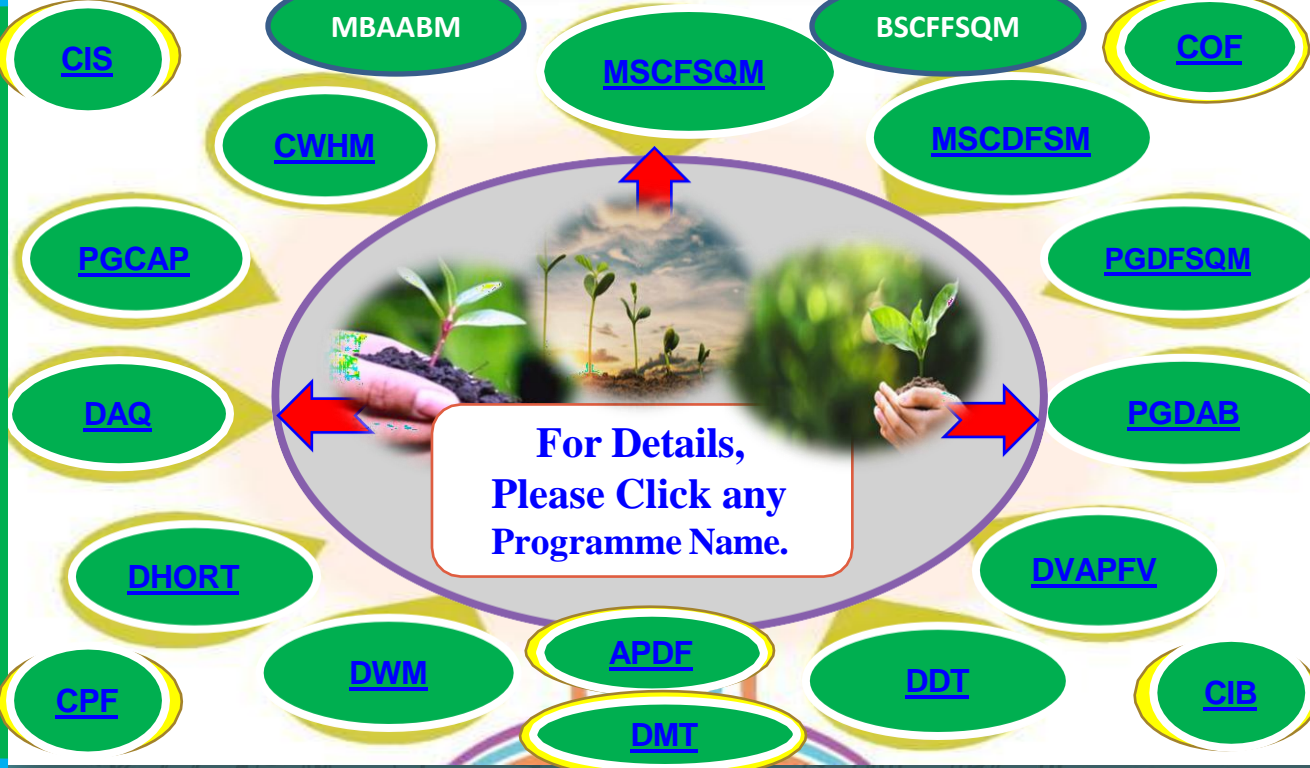 MBAABM
BSCFFSQM
CIS
MSCFSQM
COF
CWHM
MSCDFSM
PGCAP
PGDFSQM
DAQ
PGDAB
For Details,
Please Click any
Programme Name.
DHORT
DVAPFV
DWM
APDF
DDT
CPF
CIB
DMT